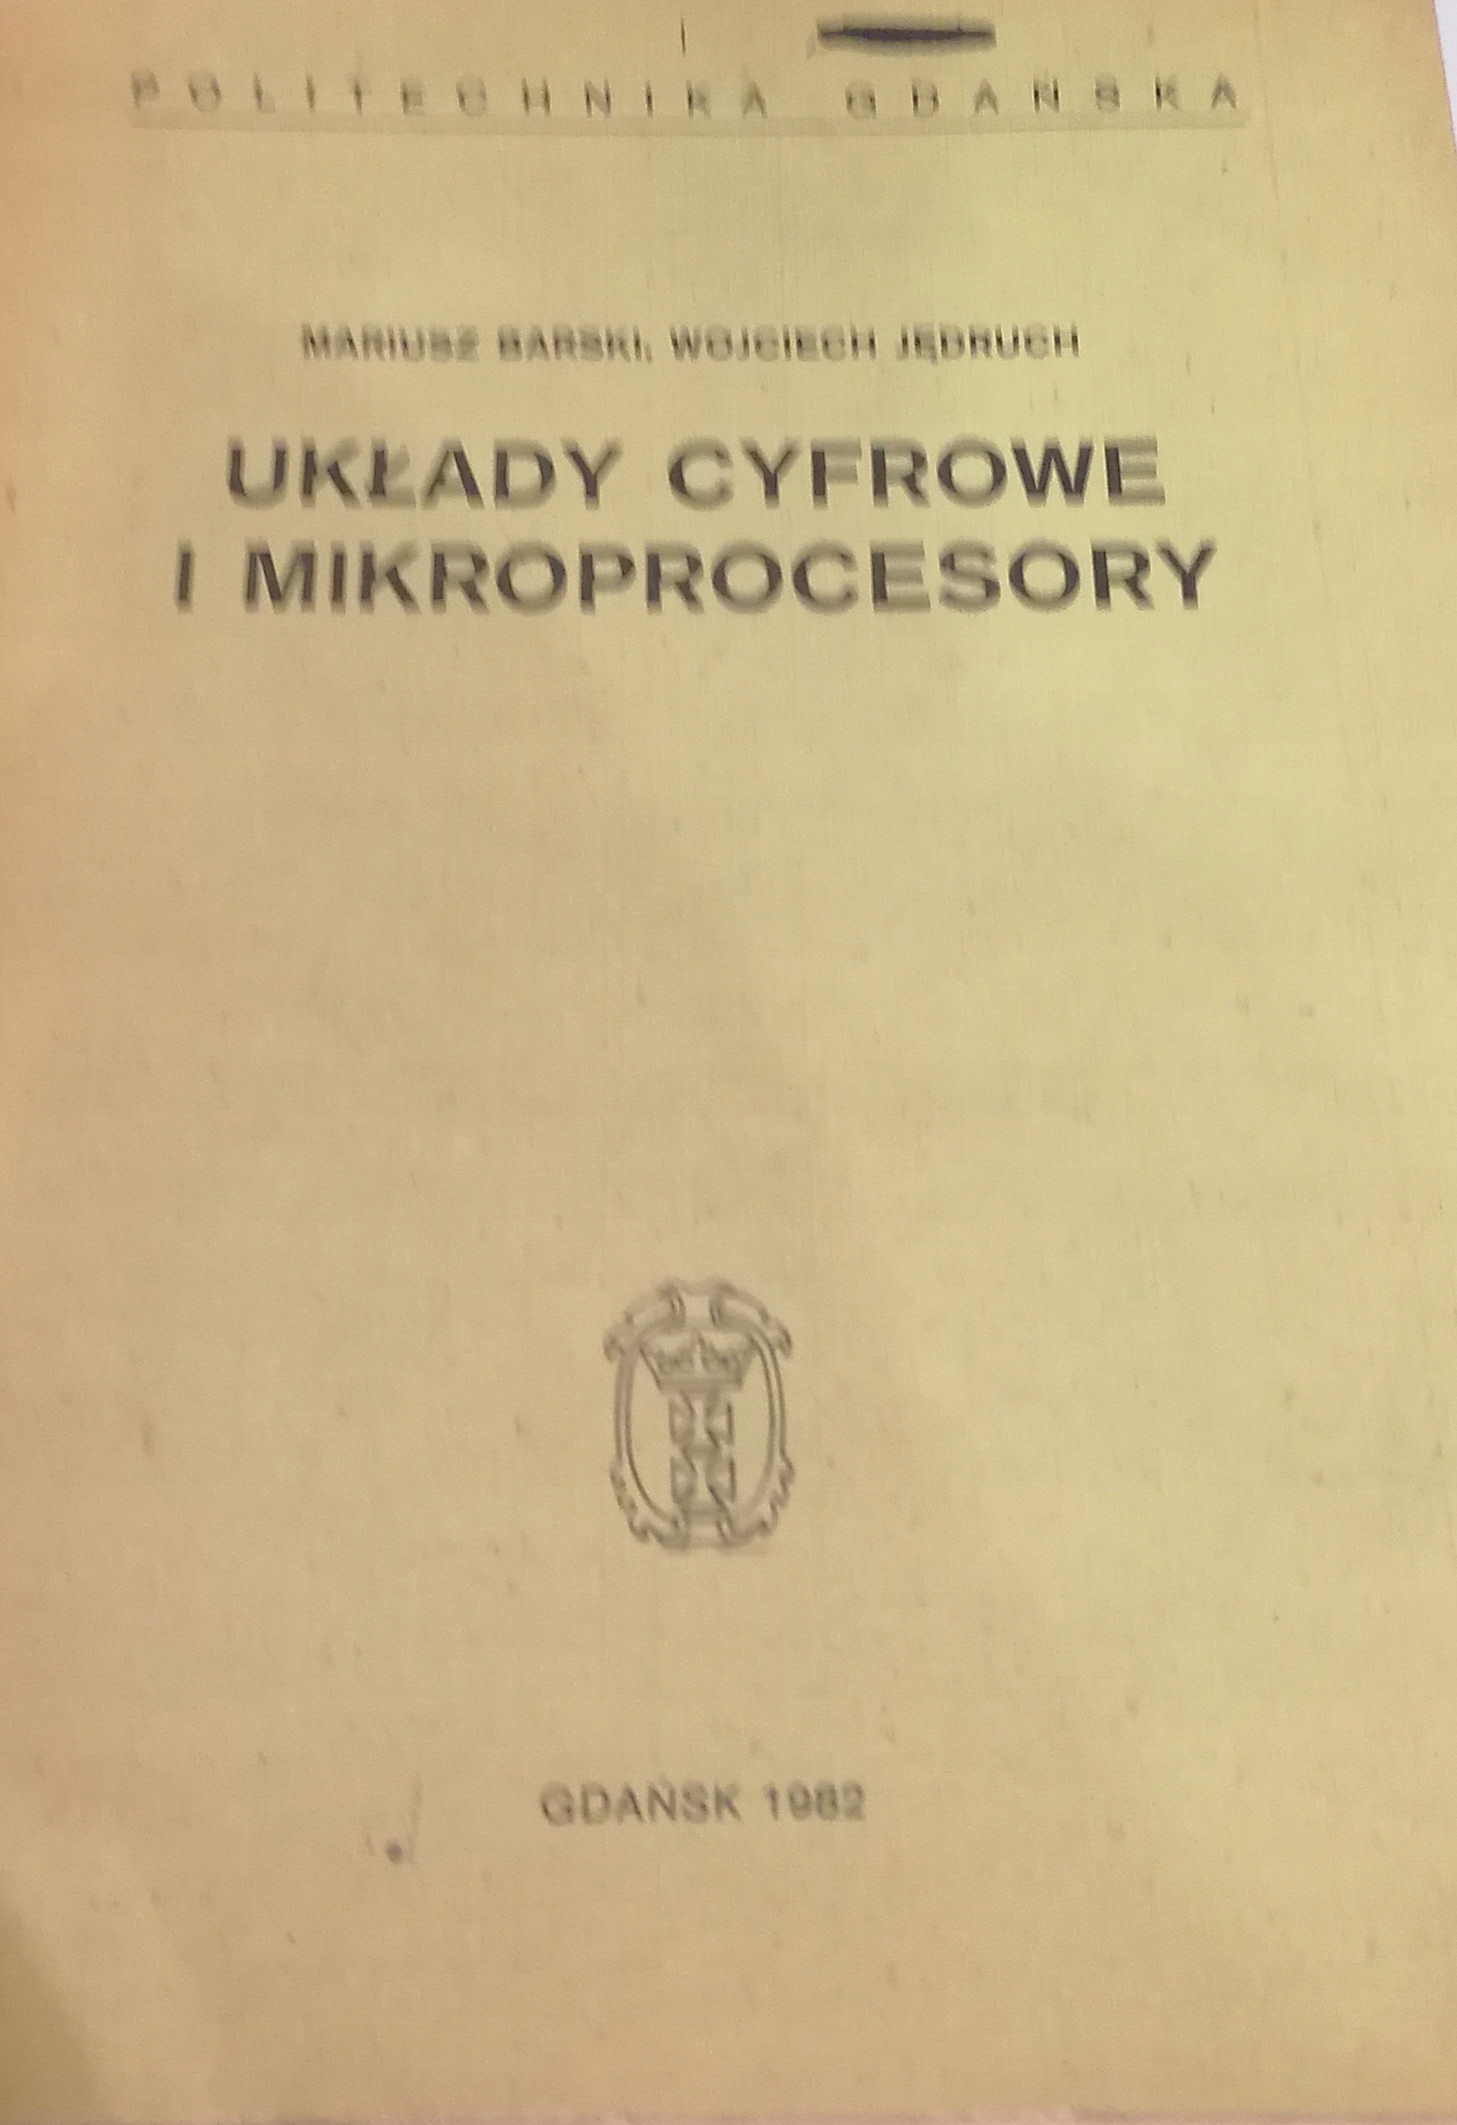 POLITECHNIKA GDAŃSKA
MARIUSZ BARSKI, WOJCIECH JĘDRUCH
UKŁADY CYFROWE
I MIKROPROCESORY
GDAŃSK 1982